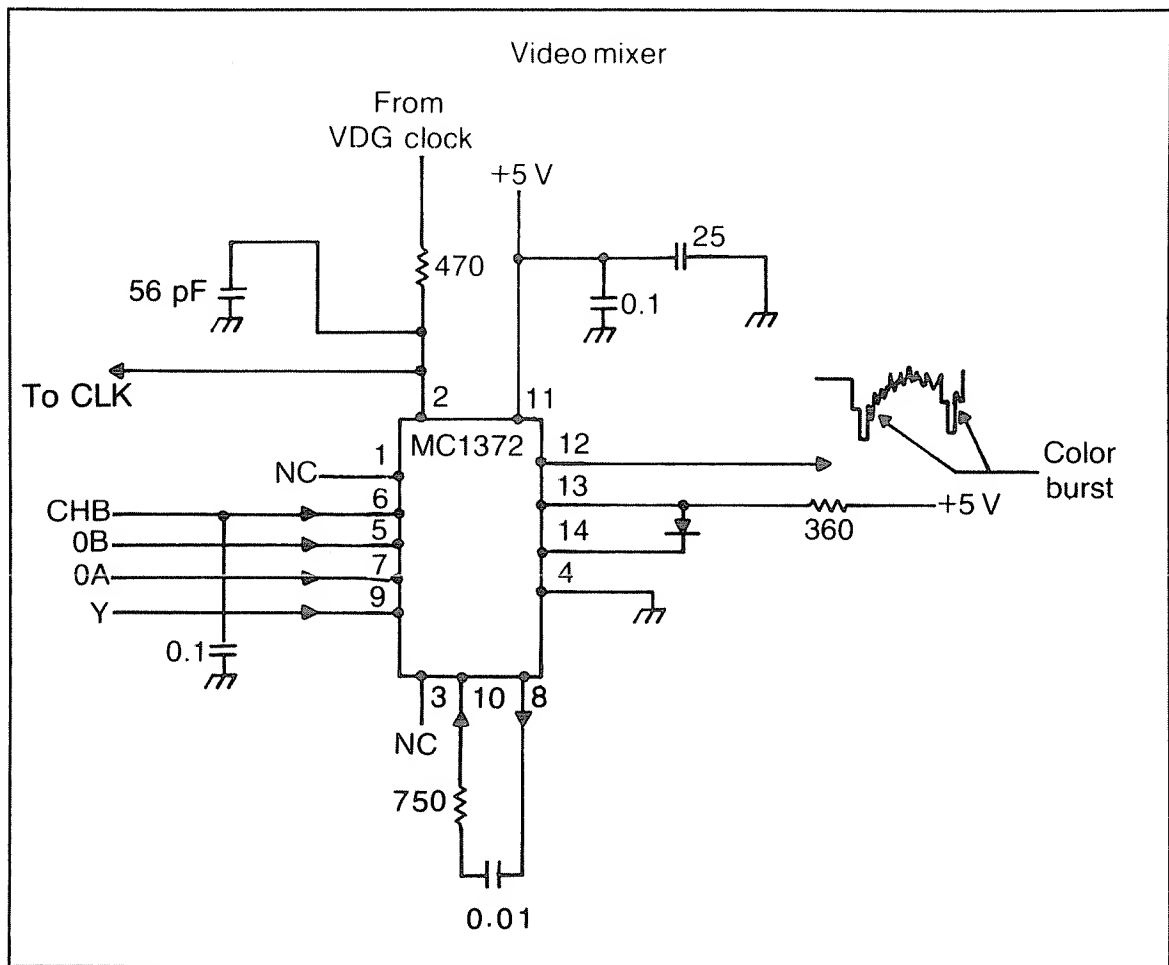 Video mixer
From
VDG clock
+5 V
25
470
56 pF
0.1
To CLK
2
11
MC1372
12
Color
burst
1
NC
13
+5 V
360
CHB
6
0B
5
14
0A
7
4
Y
9
0.1
3
10
8
NC
750
0.01